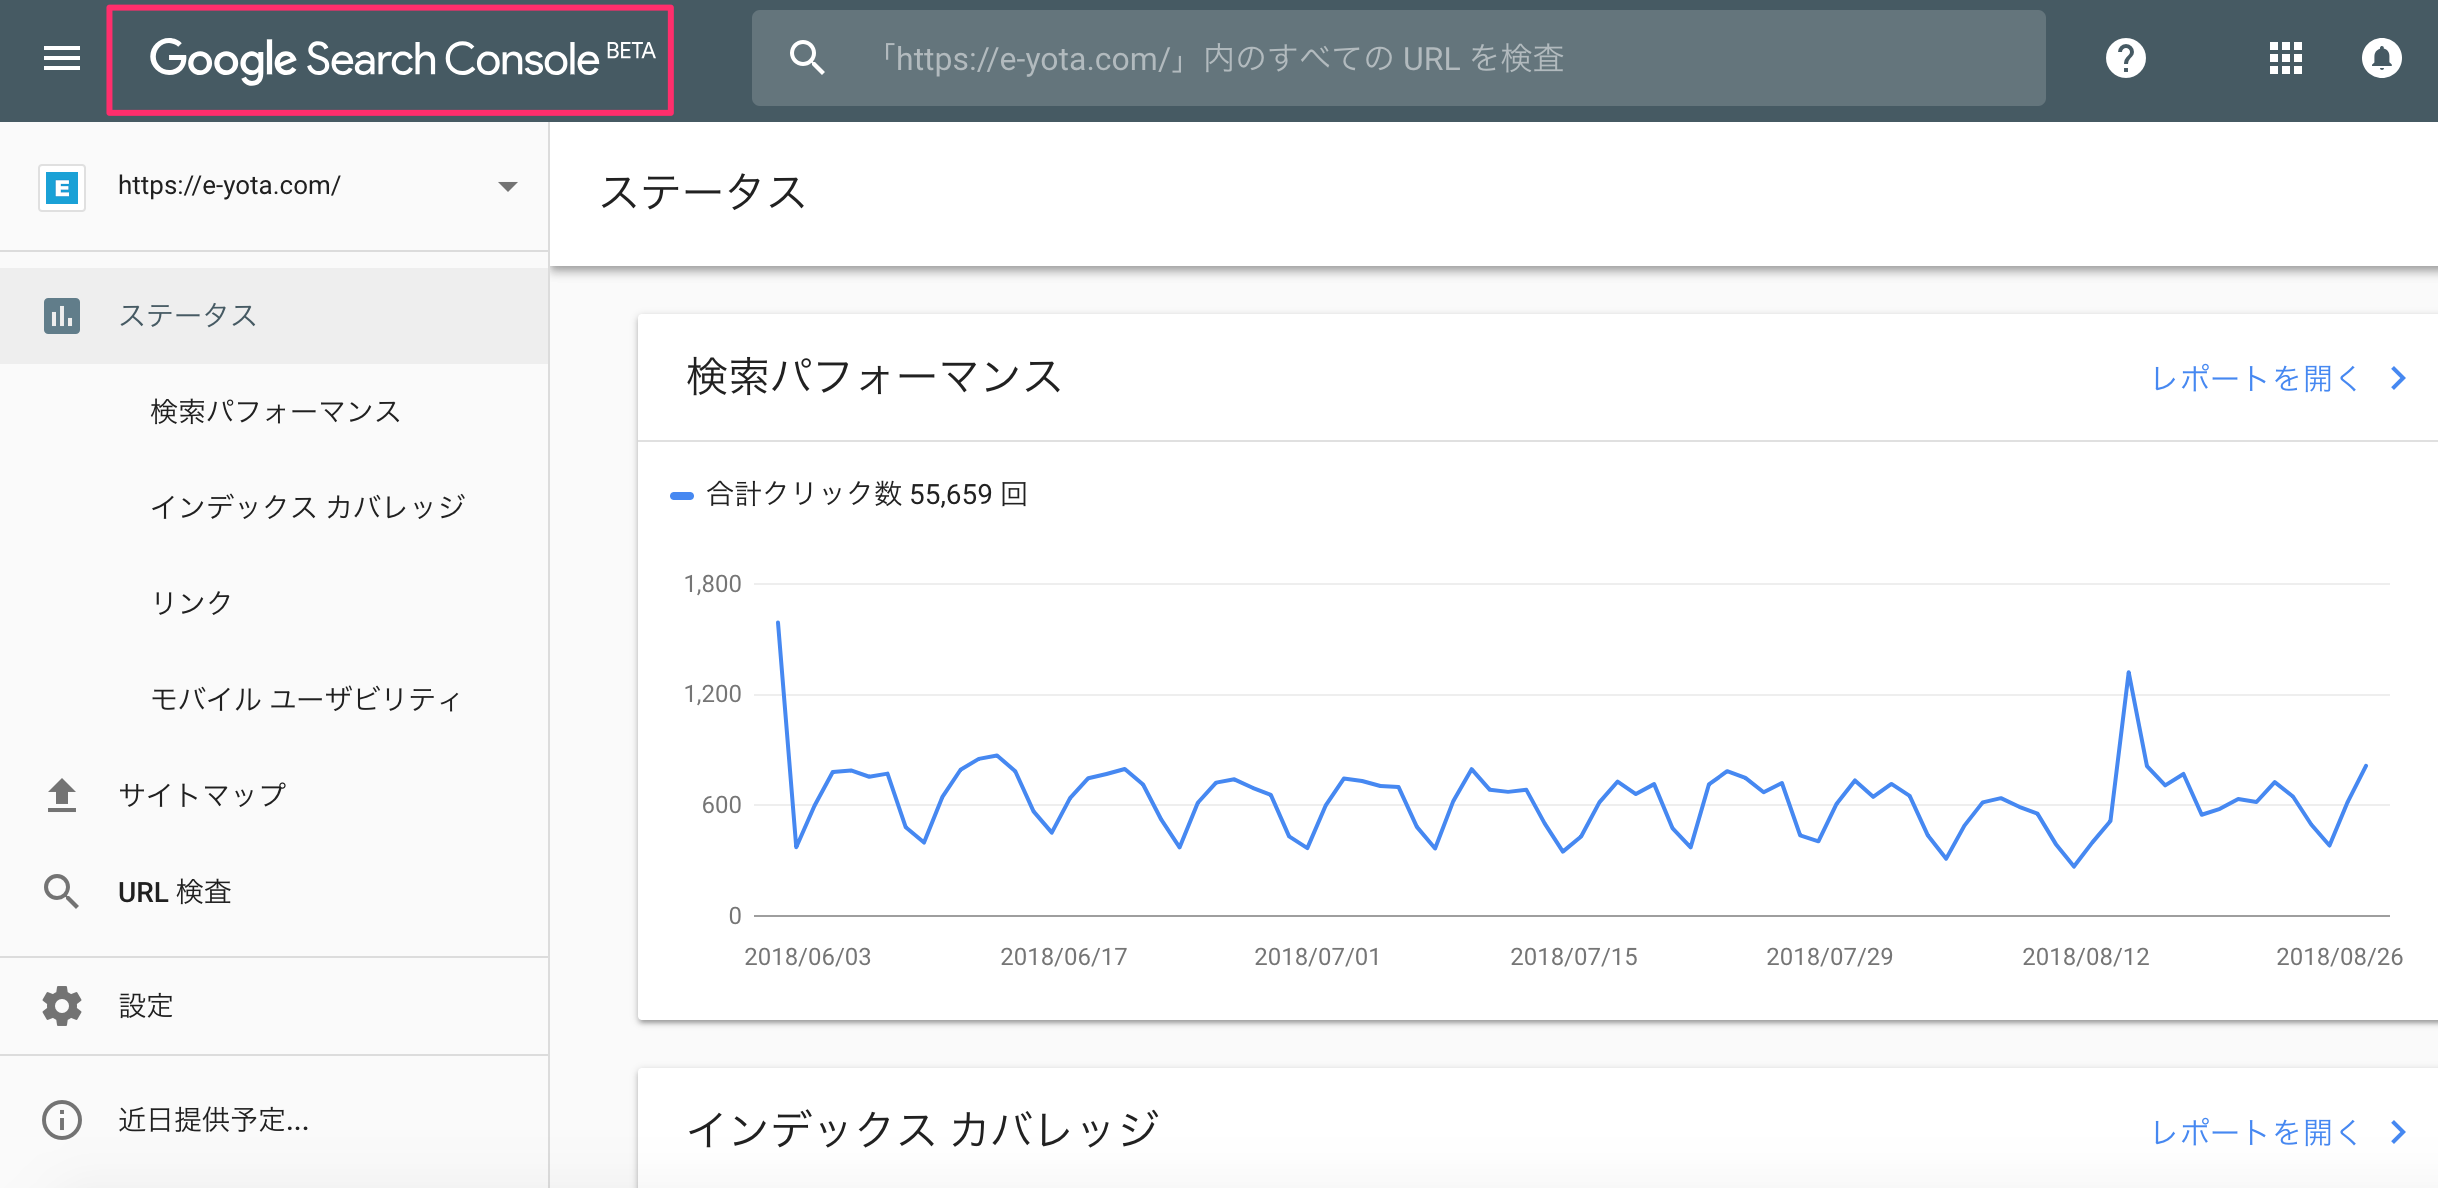 Google Search Console BETA
「https://e-yota.com/」内のすべての URL を検査
E
https://e-yota.com/
ステータス
検索パフォーマンス
インデックス カバレッジ
リンク
モバイル ユーザビリティ
サイトマップ
URL 検査
設定
近日提供予定...
ステータス
検索パフォーマンス
レポートを開く
合計クリック数 55,659 回
1,800
1,200
600
0
2018/06/03 2018/06/17 2018/07/01 2018/07/15 2018/07/29 2018/08/12 2018/08/26
インデックス カバレッジ
レポートを開く